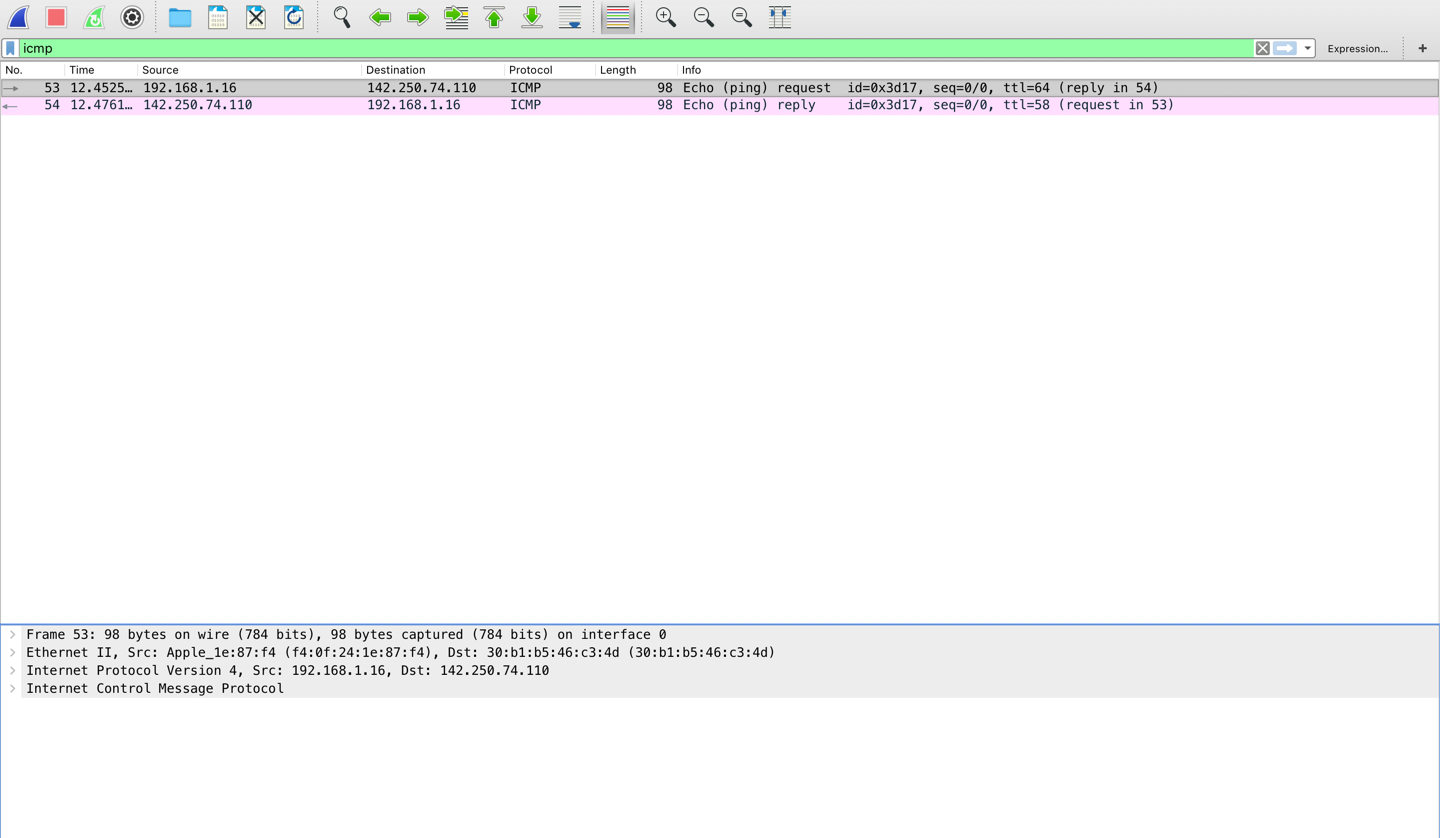 icmp Expression... +
No. Time Source Destination Protocol Length Info
53 12.4525… 192.168.1.16 142.250.74.110 ICMP 98 Echo (ping) request id=0x3d17, seq=0/0, ttl=64 (reply in 54)
54 12.4761… 142.250.74.110 192.168.1.16 ICMP 98 Echo (ping) reply id=0x3d17, seq=0/0, ttl=58 (request in 53)
Frame 53: 98 bytes on wire (784 bits), 98 bytes captured (784 bits) on interface 0
Ethernet II, Src: Apple_1e:87:f4 (f4:0f:24:1e:87:f4), Dst: 30:b1:b5:46:c3:4d (30:b1:b5:46:c3:4d)
Internet Protocol Version 4, Src: 192.168.1.16, Dst: 142.250.74.110
Internet Control Message Protocol